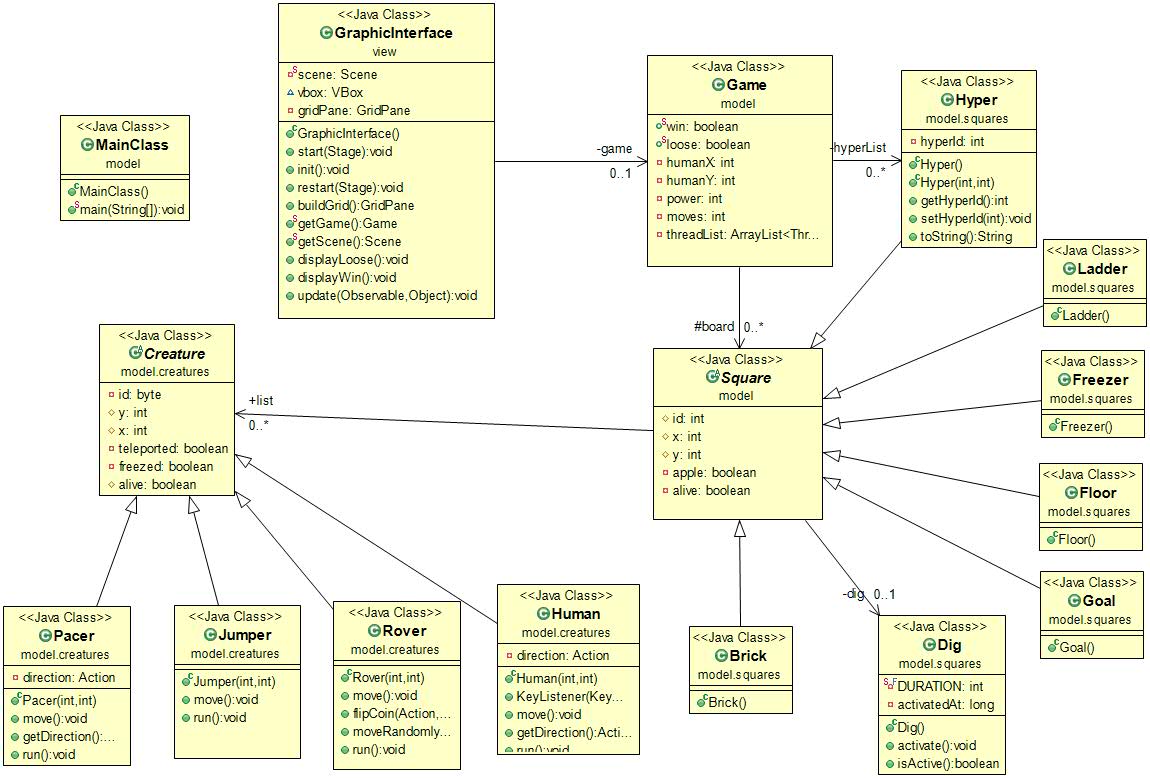 <<Java Class>>
GraphicInterface
view
scene: Scene
vbox: VBox
gridPane: GridPane
GraphicInterface()
start(Stage):void
init():void
restart(Stage):void
buildGrid():GridPane
getGame():Game
getScene():Scene
displayLoose():void
displayWin():void
update(Observable,Object):void
-game
0..1
<<Java Class>>
Game
model
win: boolean
loose: boolean
humanX: int
humanY: int
power: int
moves: int
threadList: ArrayList<Thr...
-hyperList
0..*
<<Java Class>>
Hyper
model.squares
hyperId: int
Hyper()
Hyper(int,int)
getHyperId():int
setHyperId(int):void
toString():String
<<Java Class>>
MainClass
model
MainClass()
main(String[]):void
<<Java Class>>
Ladder
model.squares
Ladder()
#board 0..*
<<Java Class>>
Creature
model.creatures
id: byte
y: int
x: int
teleported: boolean
freezed: boolean
alive: boolean
+list
0..*
<<Java Class>>
Square
model
id: int
x: int
y: int
apple: boolean
alive: boolean
<<Java Class>>
Freezer
model.squares
Freezer()
<<Java Class>>
Floor
model.squares
Floor()
<<Java Class>>
Goal
model.squares
Goal()
-dig 0..1
<<Java Class>>
Pacer
model.creatures
direction: Action
Pacer(int,int)
move():void
getDirection():...
run():void
<<Java Class>>
Jumper
model.creatures
Jumper(int,int)
move():void
run():void
<<Java Class>>
Rover
model.creatures
Rover(int,int)
move():void
flipCoin(Action,...
moveRandomly...
run():void
<<Java Class>>
Human
model.creatures
direction: Action
Human(int,int)
KeyListener(Key...
move():void
getDirection():Acti...
run():void
<<Java Class>>
Brick
model.squares
Brick()
<<Java Class>>
Dig
model.squares
DURATION: int
activatedAt: long
Dig()
activate():void
isActive():boolean